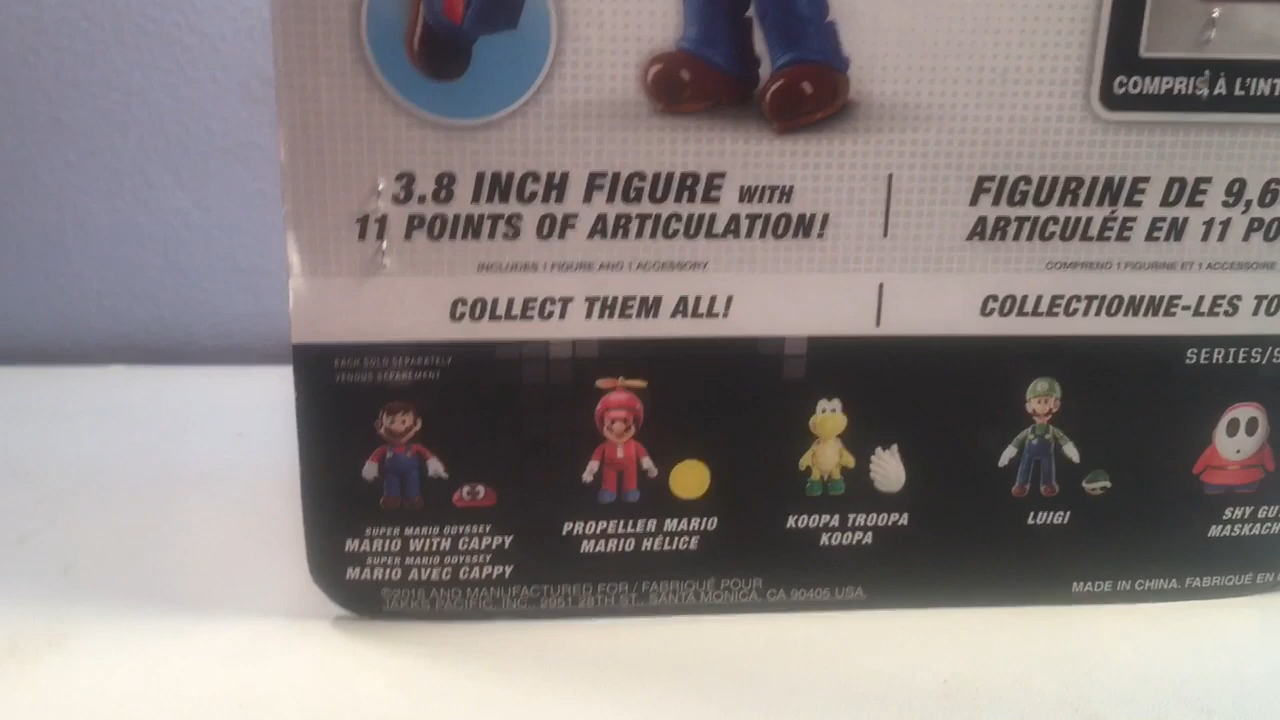 COMPRIS À L'INT
3.8 INCH FIGURE WITH
11 POINTS OF ARTICULATION!
INCLUDES 1 FIGURE AND 1 ACCESSORY
FIGURINE DE 9,6
ARTICULÉE EN 11 PO
COMPREND 1 FIGURINE ET 1 ACCESSOIRE
COLLECT THEM ALL!
COLLECTIONNE-LES TO
EACH SOLD SEPARATELY
VENDUS SÉPARÉMENT
SERIES/S
SUPER MARIO ODYSSEY
MARIO WITH CAPPY
SUPER MARIO ODYSSEY
MARIO AVEC CAPPY
PROPELLER MARIO
MARIO HÉLICE
KOOPA TROOPA
KOOPA
LUIGI
SHY GU
MASKACH
©2018 AND MANUFACTURED FOR / FABRIQUÉ POUR
JAKKS PACIFIC, INC., 2951 28TH ST., SANTA MONICA, CA 90405 USA.
MADE IN CHINA. FABRIQUÉ EN